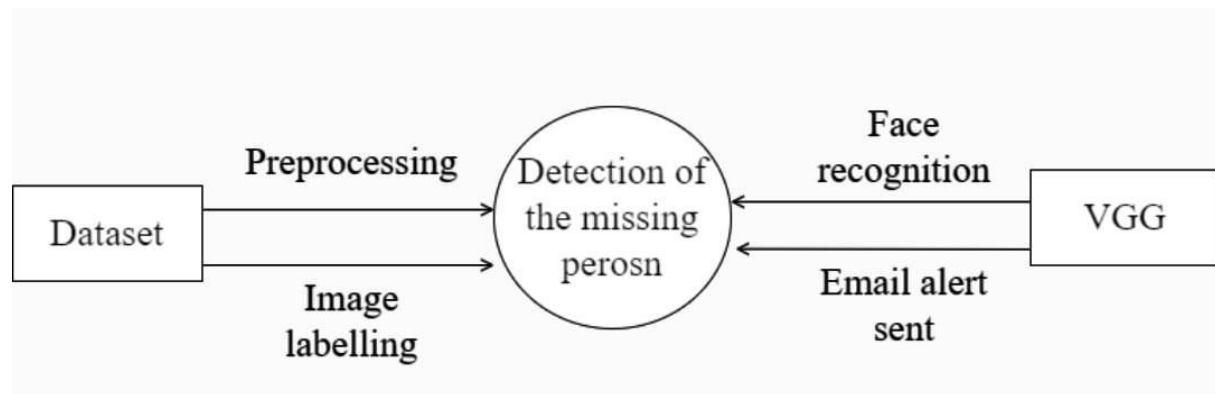 Dataset
Preprocessing
Image
labelling
Detection of
the missing
perosn
Face
recognition
Email alert
sent
VGG